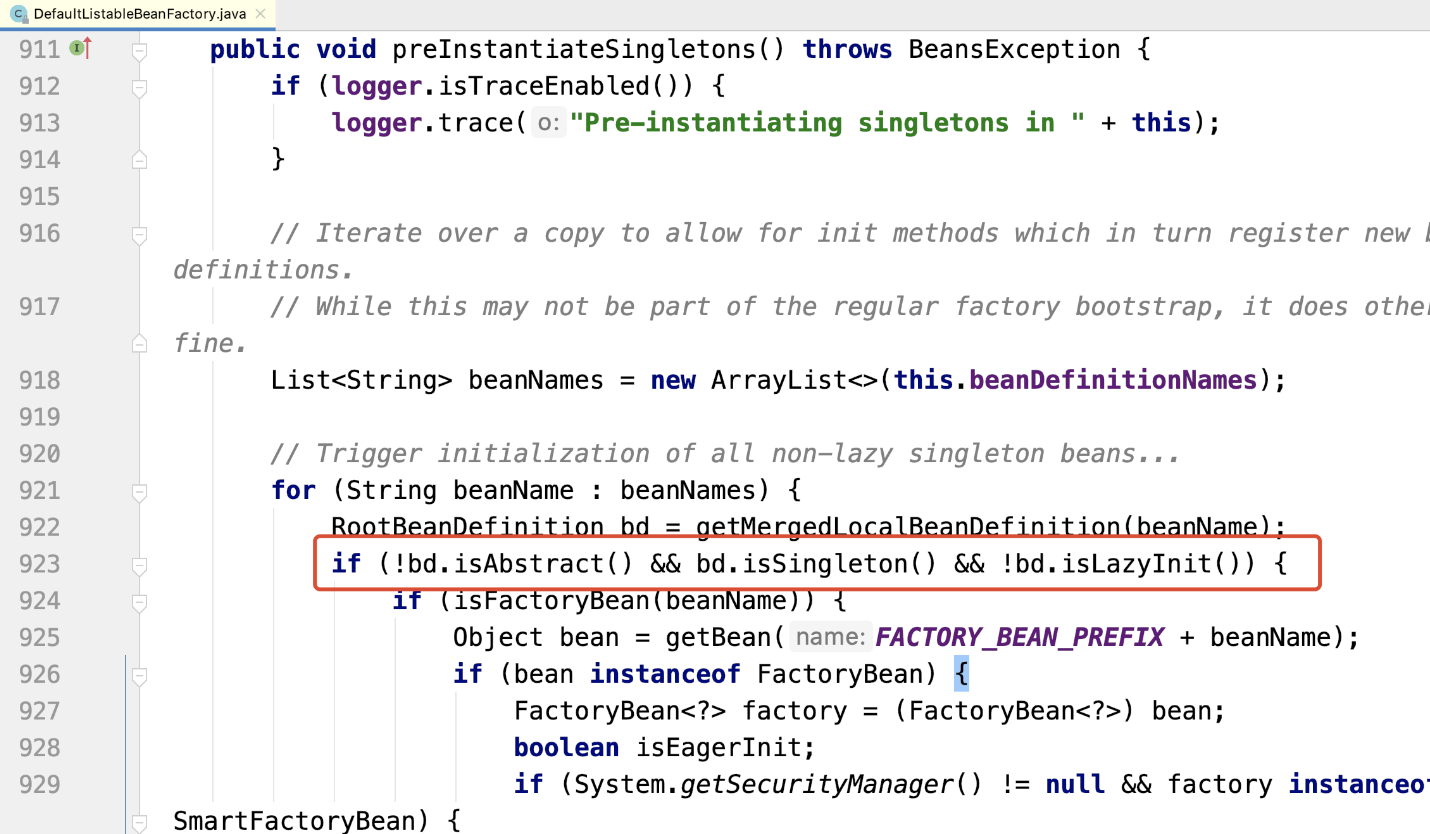 DefaultListableBeanFactory.java
911 public void preInstantiateSingletons() throws BeansException {
912 if (logger.isTraceEnabled()) {
913 logger.trace( o: "Pre-instantiating singletons in " + this);
914 }
915
916 // Iterate over a copy to allow for init methods which in turn register new
definitions.
917 // While this may not be part of the regular factory bootstrap, it does
fine.
918 List<String> beanNames = new ArrayList<>(this.beanDefinitionNames);
919
920 // Trigger initialization of all non-lazy singleton beans...
921 for (String beanName : beanNames) {
922 RootBeanDefinition bd = getMergedLocalBeanDefinition(beanName);
923 if (!bd.isAbstract() && bd.isSingleton() && !bd.isLazyInit()) {
924 if (isFactoryBean(beanName)) {
925 Object bean = getBean( name: FACTORY_BEAN_PREFIX + beanName);
926 if (bean instanceof FactoryBean) {
927 FactoryBean<?> factory = (FactoryBean<?>) bean;
928 boolean isEagerInit;
929 if (System.getSecurityManager() != null && factory instanceof
SmartFactoryBean) {